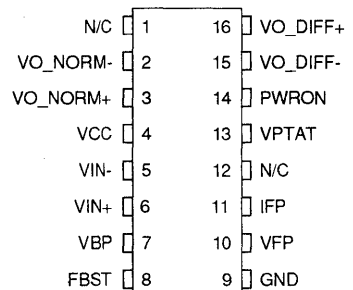 N/C 1 16 VO_DIFF+
VO_NORM- 2 15 VO_DIFF-
VO_NORM+ 3 14 PWRON
VCC 4 13 VPTAT
VIN- 5 12 N/C
VIN+ 6 11 IFP
VBP 7 10 VFP
FBST 8 9 GND